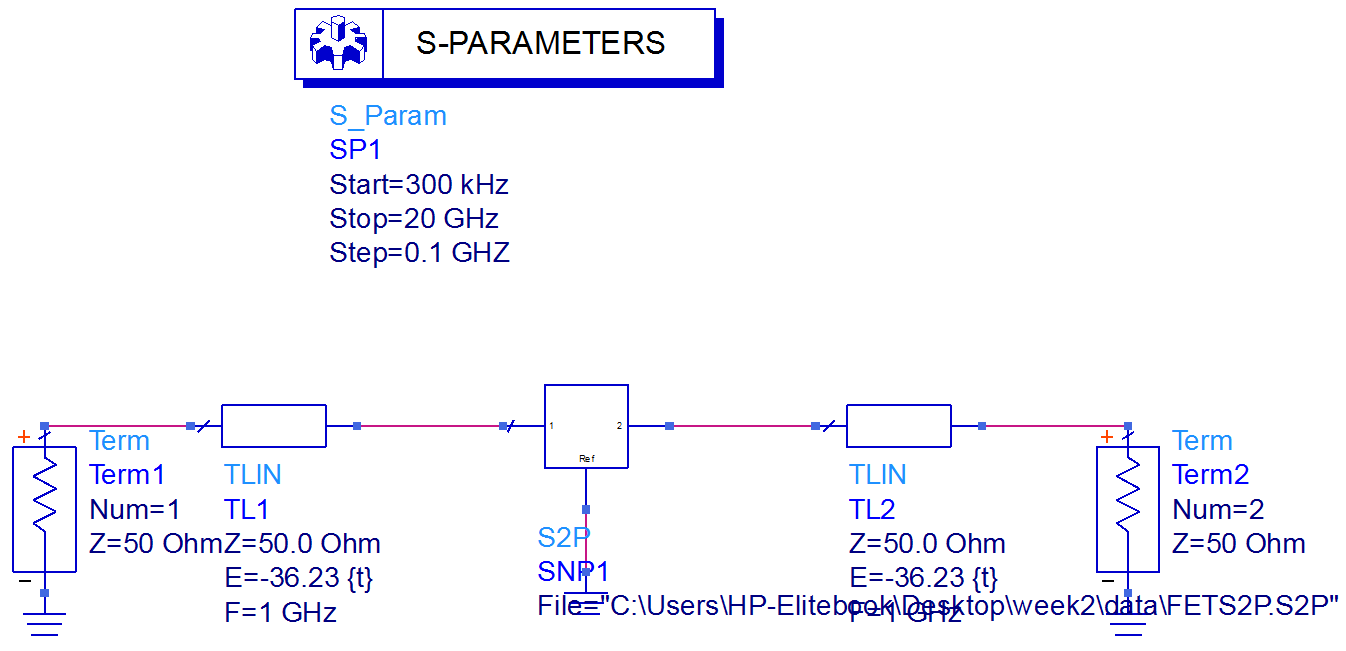 S-PARAMETERS
S_Param
SP1
Start=300 kHz
Stop=20 GHz
Step=0.1 GHZ
+
Term
Term1
Num=1
Z=50 Ohm
TLIN
TL1
Z=50.0 Ohm
E=-36.23 {t}
F=1 GHz
1
2
Ref
S2P
SNP1
File="C:\Users\HP-Elitebook\Desktop\week2\data\FETS2P.S2P"
TLIN
TL2
Z=50.0 Ohm
E=-36.23 {t}
F=1 GHz
+
Term
Term2
Num=2
Z=50 Ohm